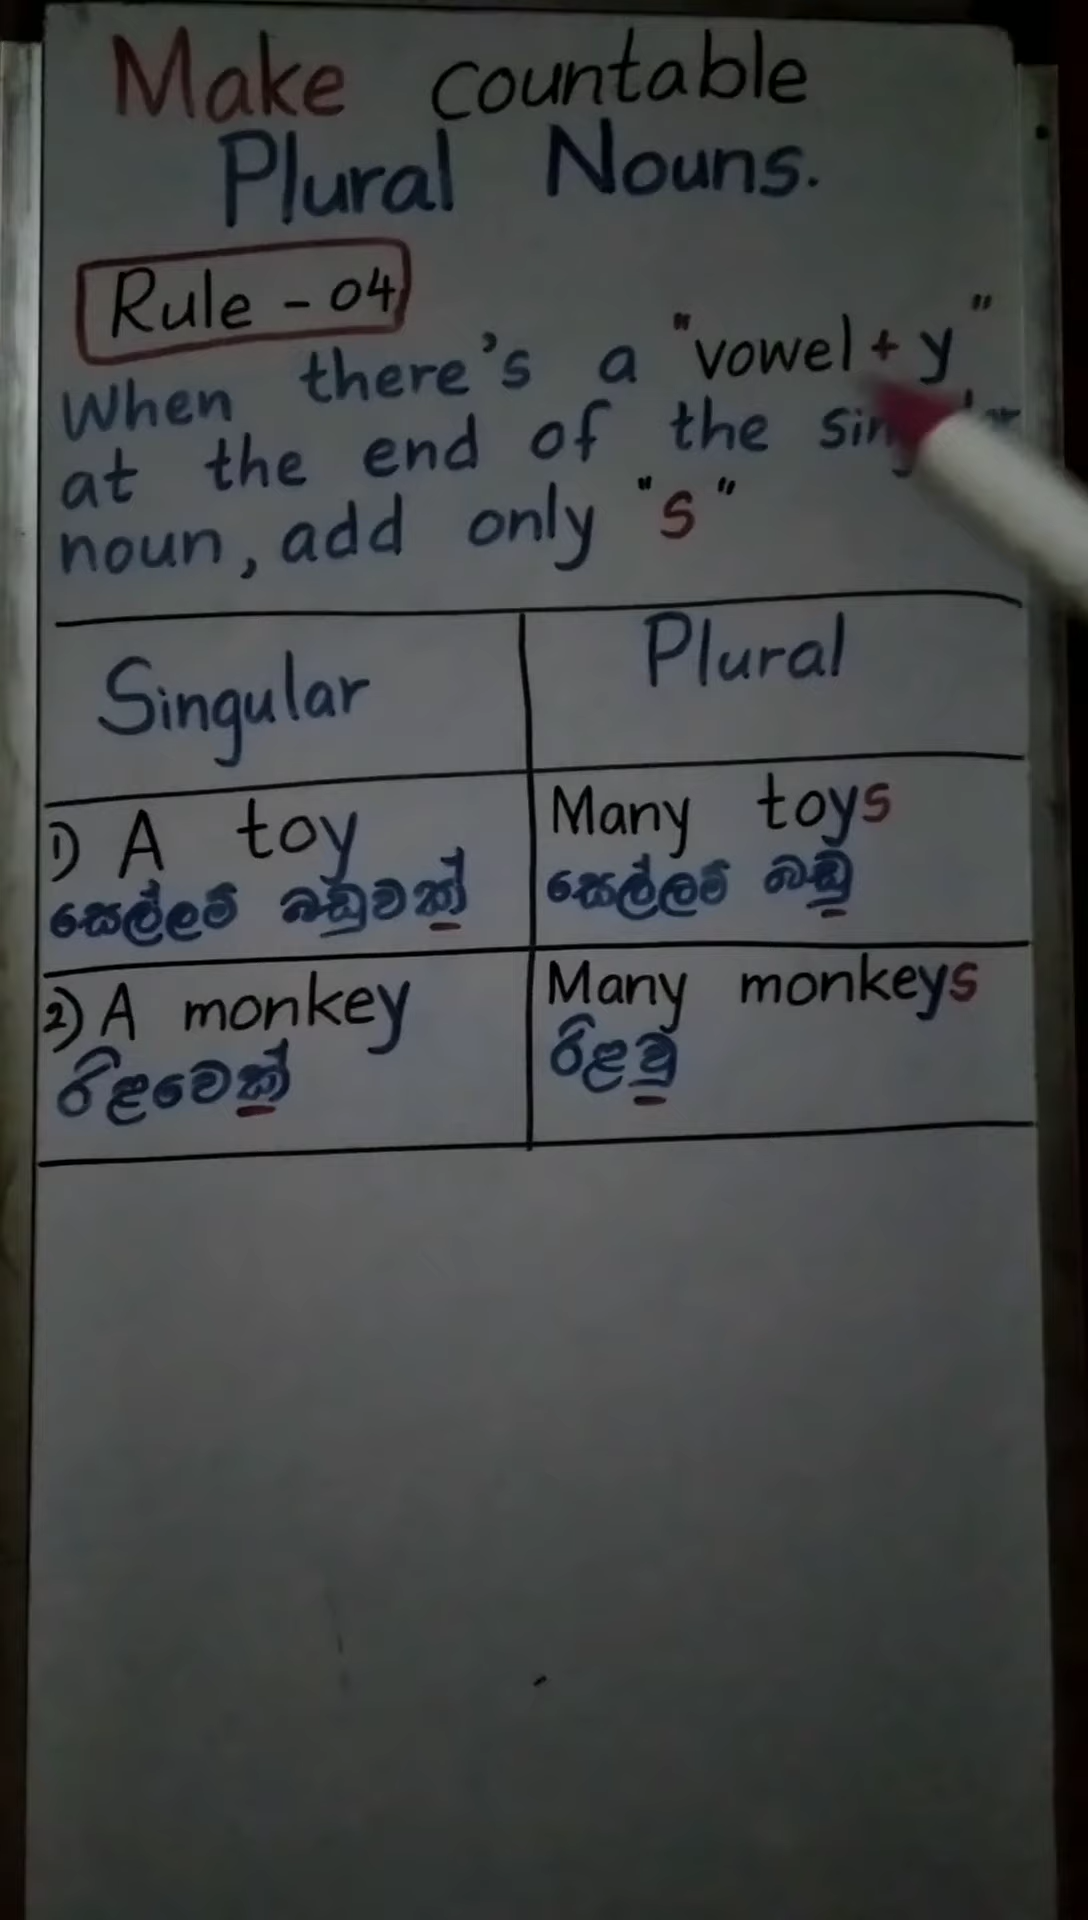 Make countable
Plural Nouns.
Rule - 04
When there's a "vowel + y"
at the end of the
noun, add only "s"
Singular
Plural
1) A toy
Many toys
සෙල්ලම් බඩුවක්
සෙල්ලම් බඩු
2) A monkey
Many monkeys
රිළවෙක්
රිළවු